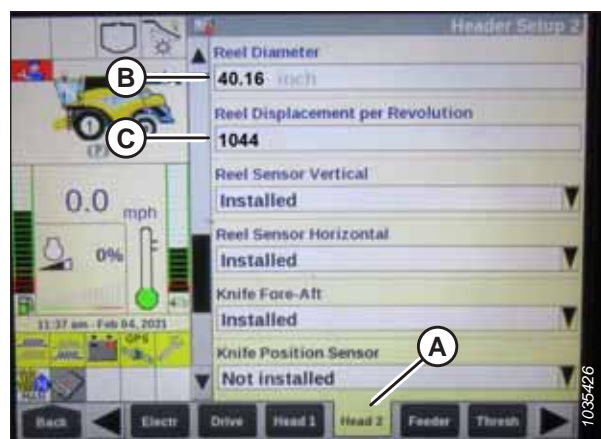 Header Setup 2
Reel Diameter
40.16 inch
B
Reel Displacement per Revolution
C
1044
Reel Sensor Vertical
Installed
0.0 mph
Reel Sensor Horizontal
0%
Installed
Knife Fore-Aft
11:37 am - Feb 04, 2021
Installed
GPS
Knife Position Sensor
A
Not installed
Back
Electr
Drive
Head 1
Head 2
Feeder
Thresh
1035426